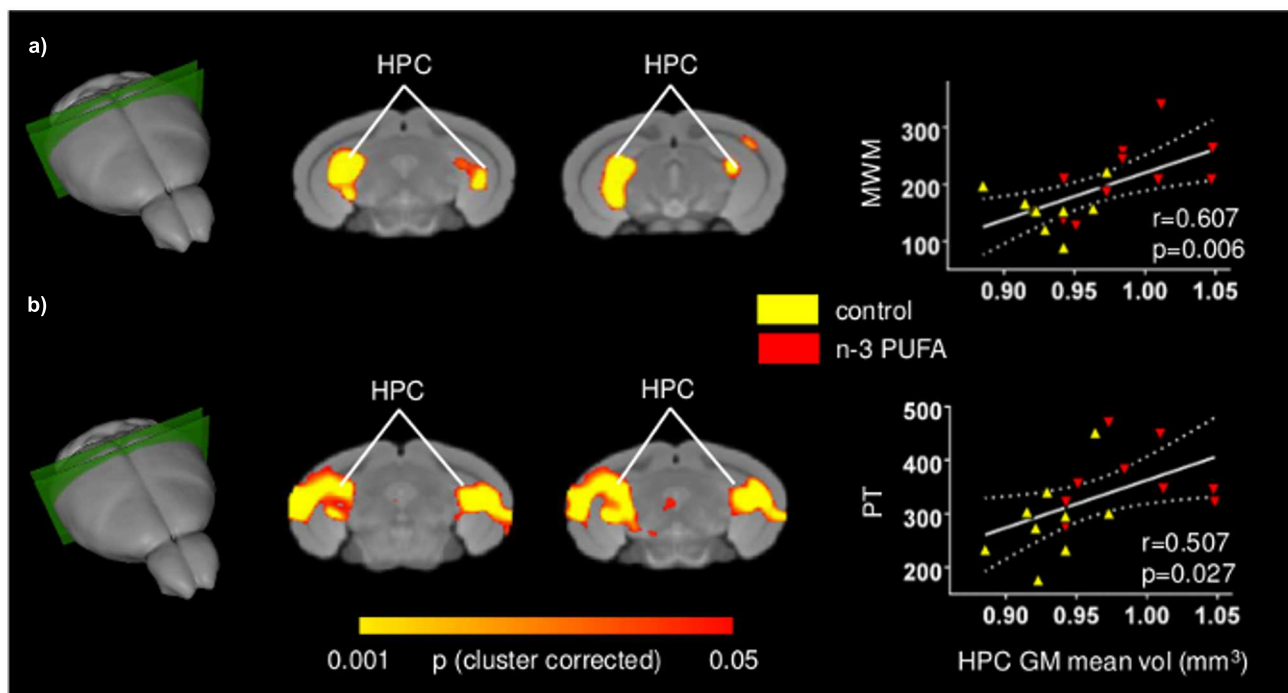 a)
HPC
HPC
MWM
300
200
100
r=0.607
p=0.006
0.90 0.95 1.00 1.05
b)
control
n-3 PUFA
HPC
HPC
PT
500
400
300
200
r=0.507
p=0.027
0.90 0.95 1.00 1.05
0.001 p (cluster corrected) 0.05
HPC GM mean vol (mm³)